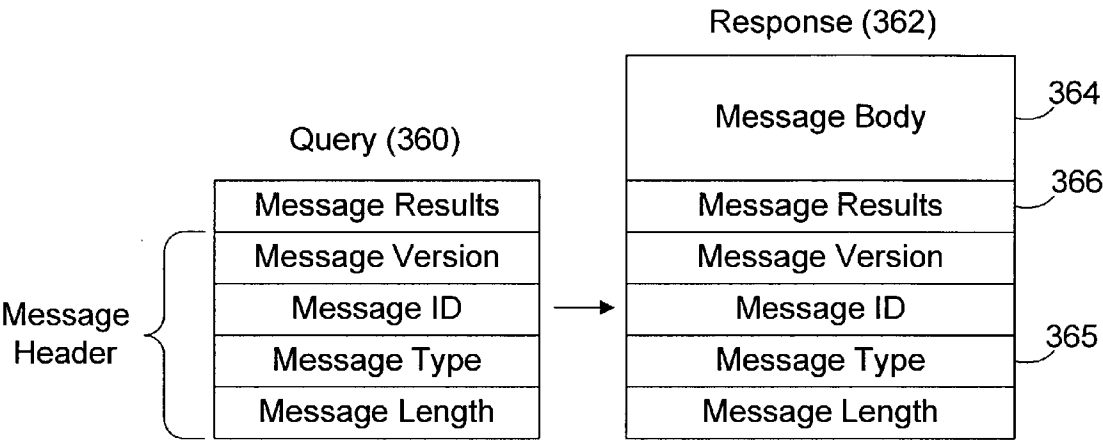 Response (362)
Message Body
364
Query (360)
Message Results
Message Results
366
Message Version
Message Version
Message ID
Message ID
Message
Header
Message Type
Message Type
365
Message Length
Message Length